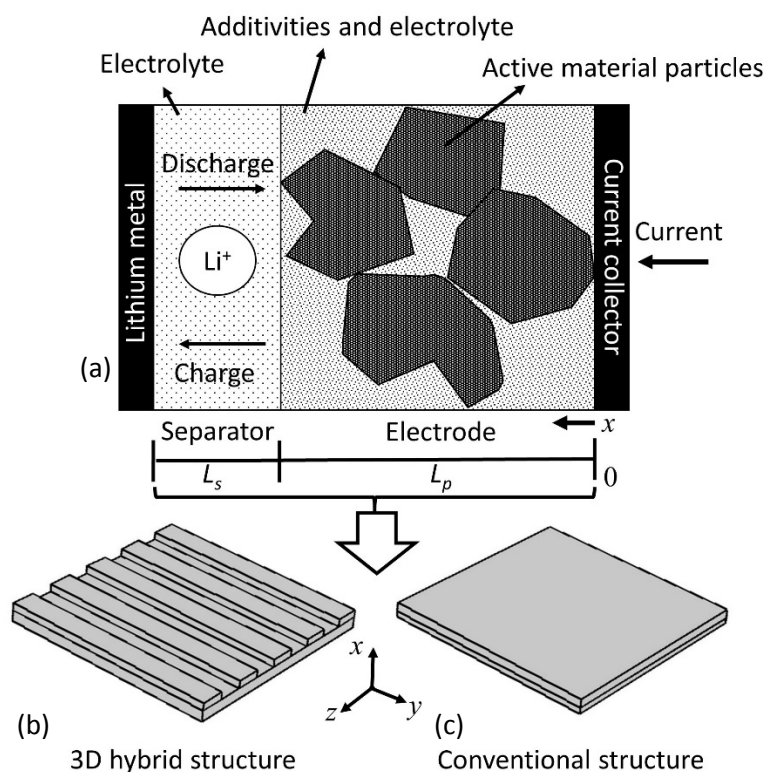 Additivities and electrolyte
Electrolyte
Active material particles
Discharge
Lithium metal
Li⁺
Current collector
Current
Charge
(a)
x
Separator
Electrode
Lₛ
Lₚ
0
x
z
y
(b)
(c)
3D hybrid structure
Conventional structure